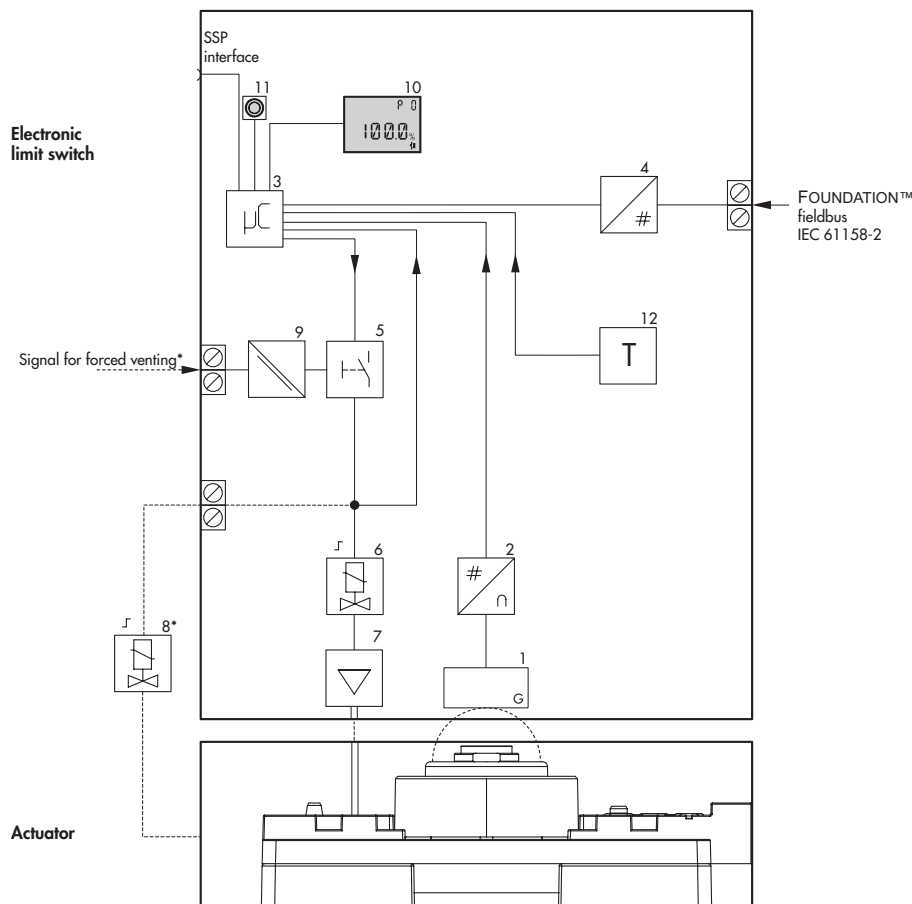 SSP
interface
11
10
P 0
100.0 %
Electronic
limit switch
3
µC
4
#
FOUNDATION™
fieldbus
IEC 61158-2
12
T
9
5
Signal for forced venting*
6
2
#
∩
8*
7
1
G
Actuator